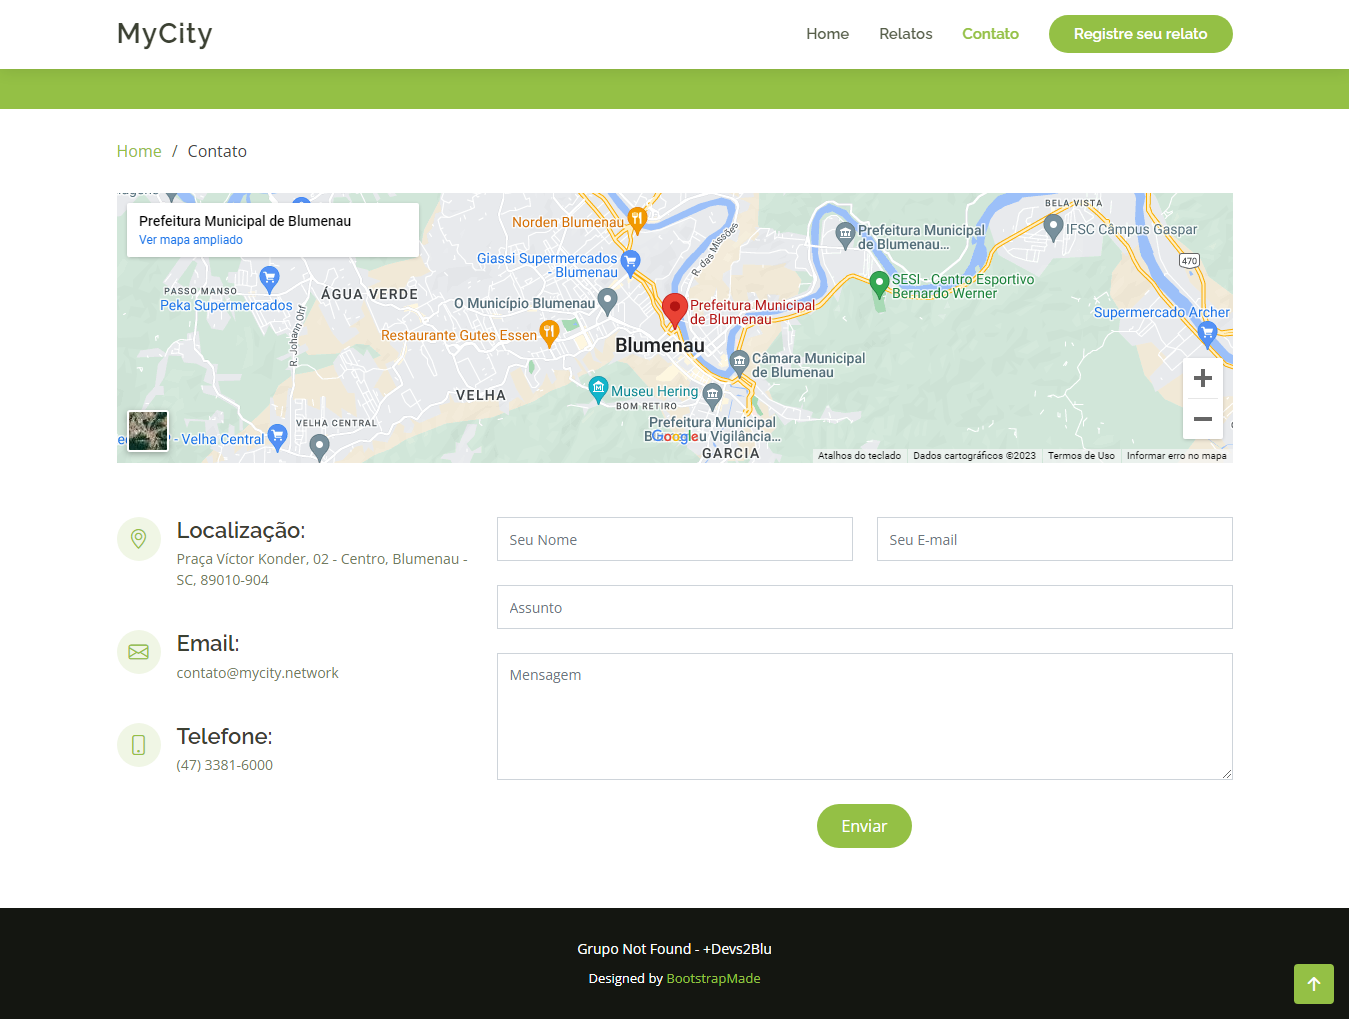 MyCity
Home
Relatos
Contato
Registre seu relato
Home / Contato
Prefeitura Municipal de Blumenau
Ver mapa ampliado
Norden Blumenau
BELA VISTA
Prefeitura Municipal
de Blumenau...
IFSC Câmpus Gaspar
R. das Missões
Giassi Supermercados
- Blumenau
470
PASSO MANSO
Peka Supermercados
ÁGUA VERDE
SESI - Centro Esportivo
Bernardo Werner
O Município Blumenau
Prefeitura Municipal
de Blumenau
Supermercado Archer
R. Johann Ohf
Restaurante Gutes Essen
Blumenau
Câmara Municipal
de Blumenau
VELHA
Museu Hering
BOM RETIRO
VELHA CENTRAL
Prefeitura Municipal
Vigilância...
- Velha Central
Google
GARCIA
Atalhos do teclado
Dados cartográficos ©2023
Termos de Uso
Informar erro no mapa
Localização:
Praça Víctor Konder, 02 - Centro, Blumenau -
SC, 89010-904
Email:
contato@mycity.network
Telefone:
(47) 3381-6000
Seu Nome
Seu E-mail
Assunto
Mensagem
Enviar
Grupo Not Found - +Devs2Blu
Designed by BootstrapMade